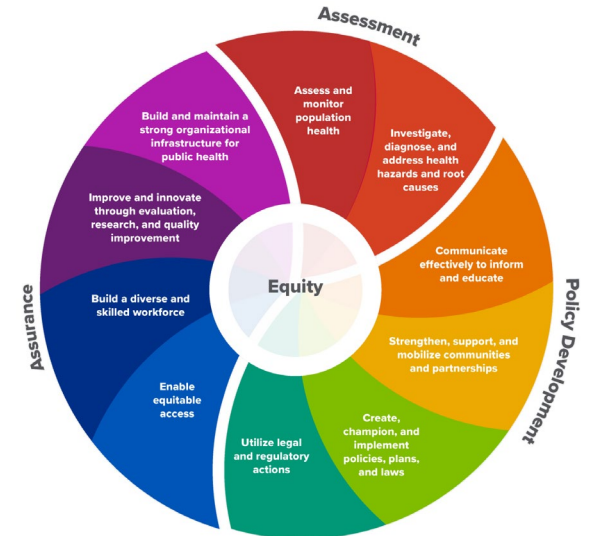 Assessment
Assess and
monitor
population
health
Investigate,
diagnose, and
address health
hazards and root
causes
Policy Development
Communicate
effectively to inform
and educate
Strengthen, support, and
mobilize communities
and partnerships
Create,
champion, and
implement
policies, plans,
and laws
Utilize legal
and regulatory
actions
Assurance
Enable
equitable
access
Build a diverse and
skilled workforce
Improve and innovate
through evaluation,
research, and quality
improvement
Build and maintain a
strong organizational
infrastructure for
public health
Equity